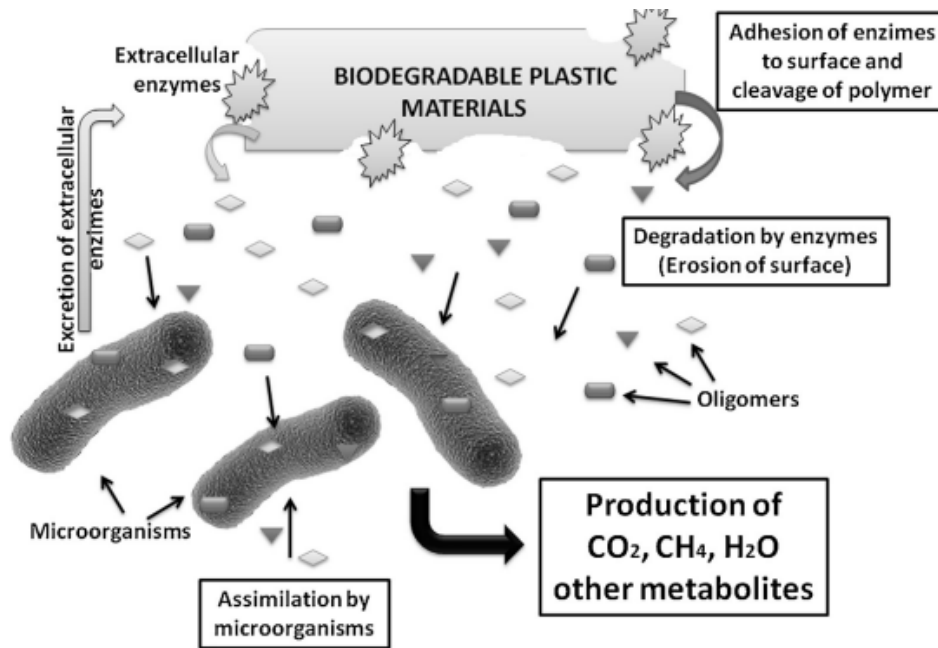 Extracellular
enzymes
BIODEGRADABLE PLASTIC
MATERIALS
Adhesion of enzimes
to surface and
cleavage of polymer
Excretion of extracellular
enzimes
Degradation by enzymes
(Erosion of surface)
Oligomers
Microorganisms
Assimilation by
microorganisms
Production of
CO₂, CH₄, H₂O
other metabolites